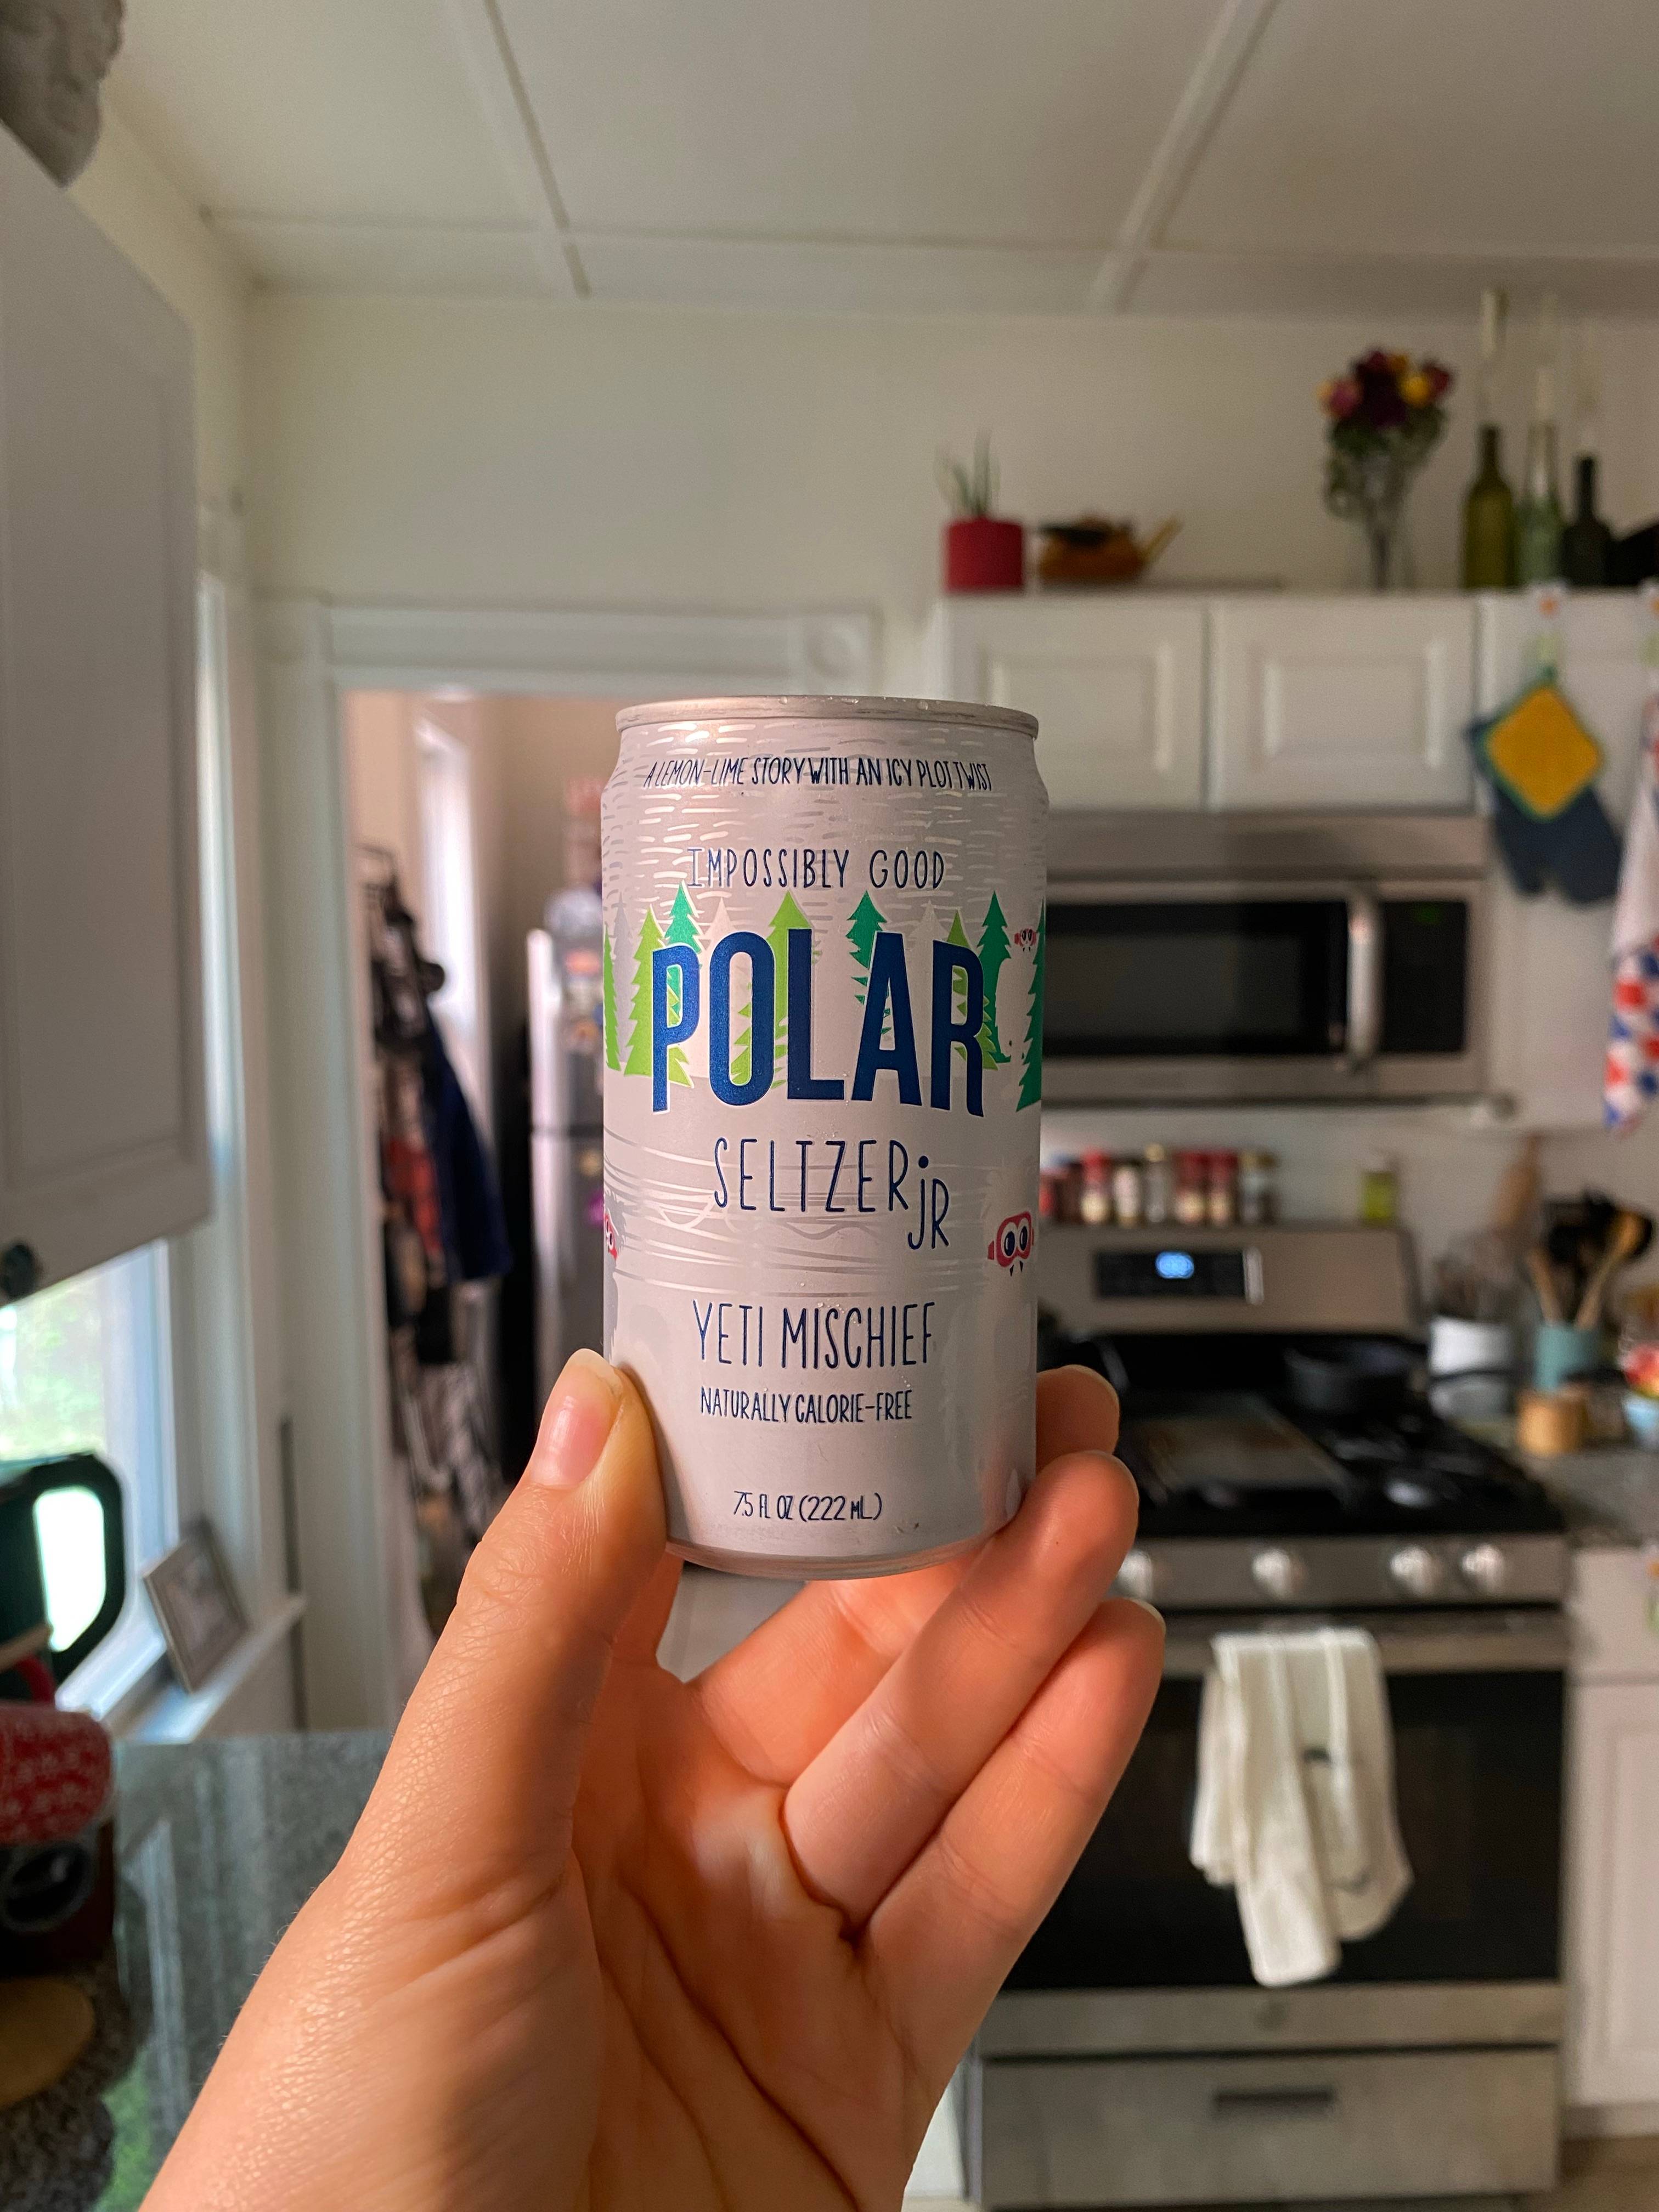 A LEMON-LIME STORY WITH AN ICY PLOT TWIST
IMPOSSIBLY GOOD
POLAR
SELTZER JR
YETI MISCHIEF
NATURALLY CALORIE-FREE
7.5 FL OZ (222 mL)